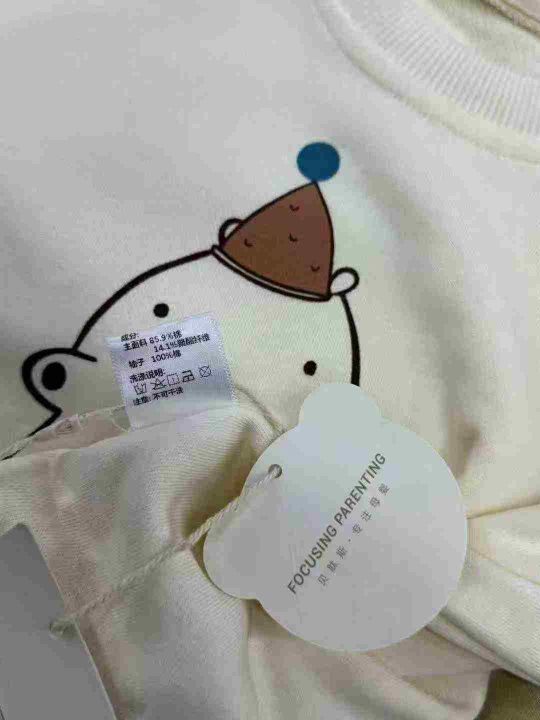 成分:
主面料 85.9%棉
14.1%聚酯纤维
袖子 100%棉
洗涤说明:
注意: 不可干洗
FOCUSING PARENTING
贝肽斯·专注母婴